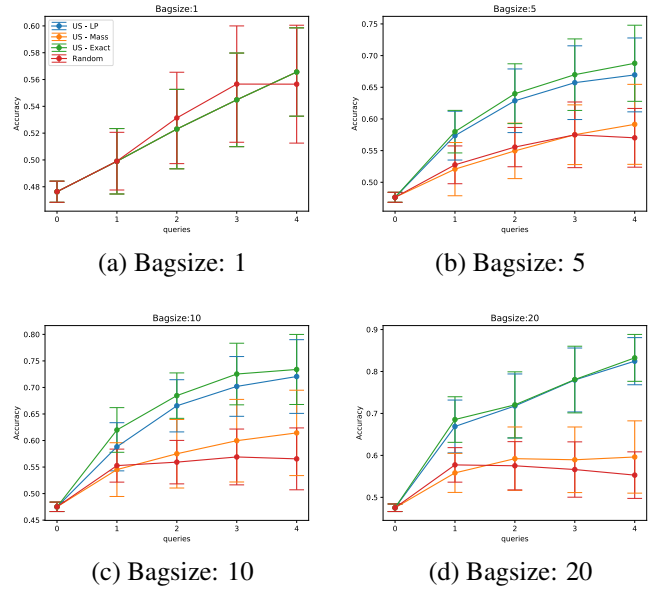 Bagsize:1
US - LP
US - Mass
US - Exact
Random
Accuracy
0.60
0.58
0.56
0.54
0.52
0.50
0.48
0 1 2 3 4
queries
(a) Bagsize: 1
Bagsize:5
Accuracy
0.75
0.70
0.65
0.60
0.55
0.50
0 1 2 3 4
queries
(b) Bagsize: 5
Bagsize:10
Accuracy
0.80
0.75
0.70
0.65
0.60
0.55
0.50
0.45
0 1 2 3 4
queries
(c) Bagsize: 10
Bagsize:20
Accuracy
0.9
0.8
0.7
0.6
0.5
0 1 2 3 4
queries
(d) Bagsize: 20